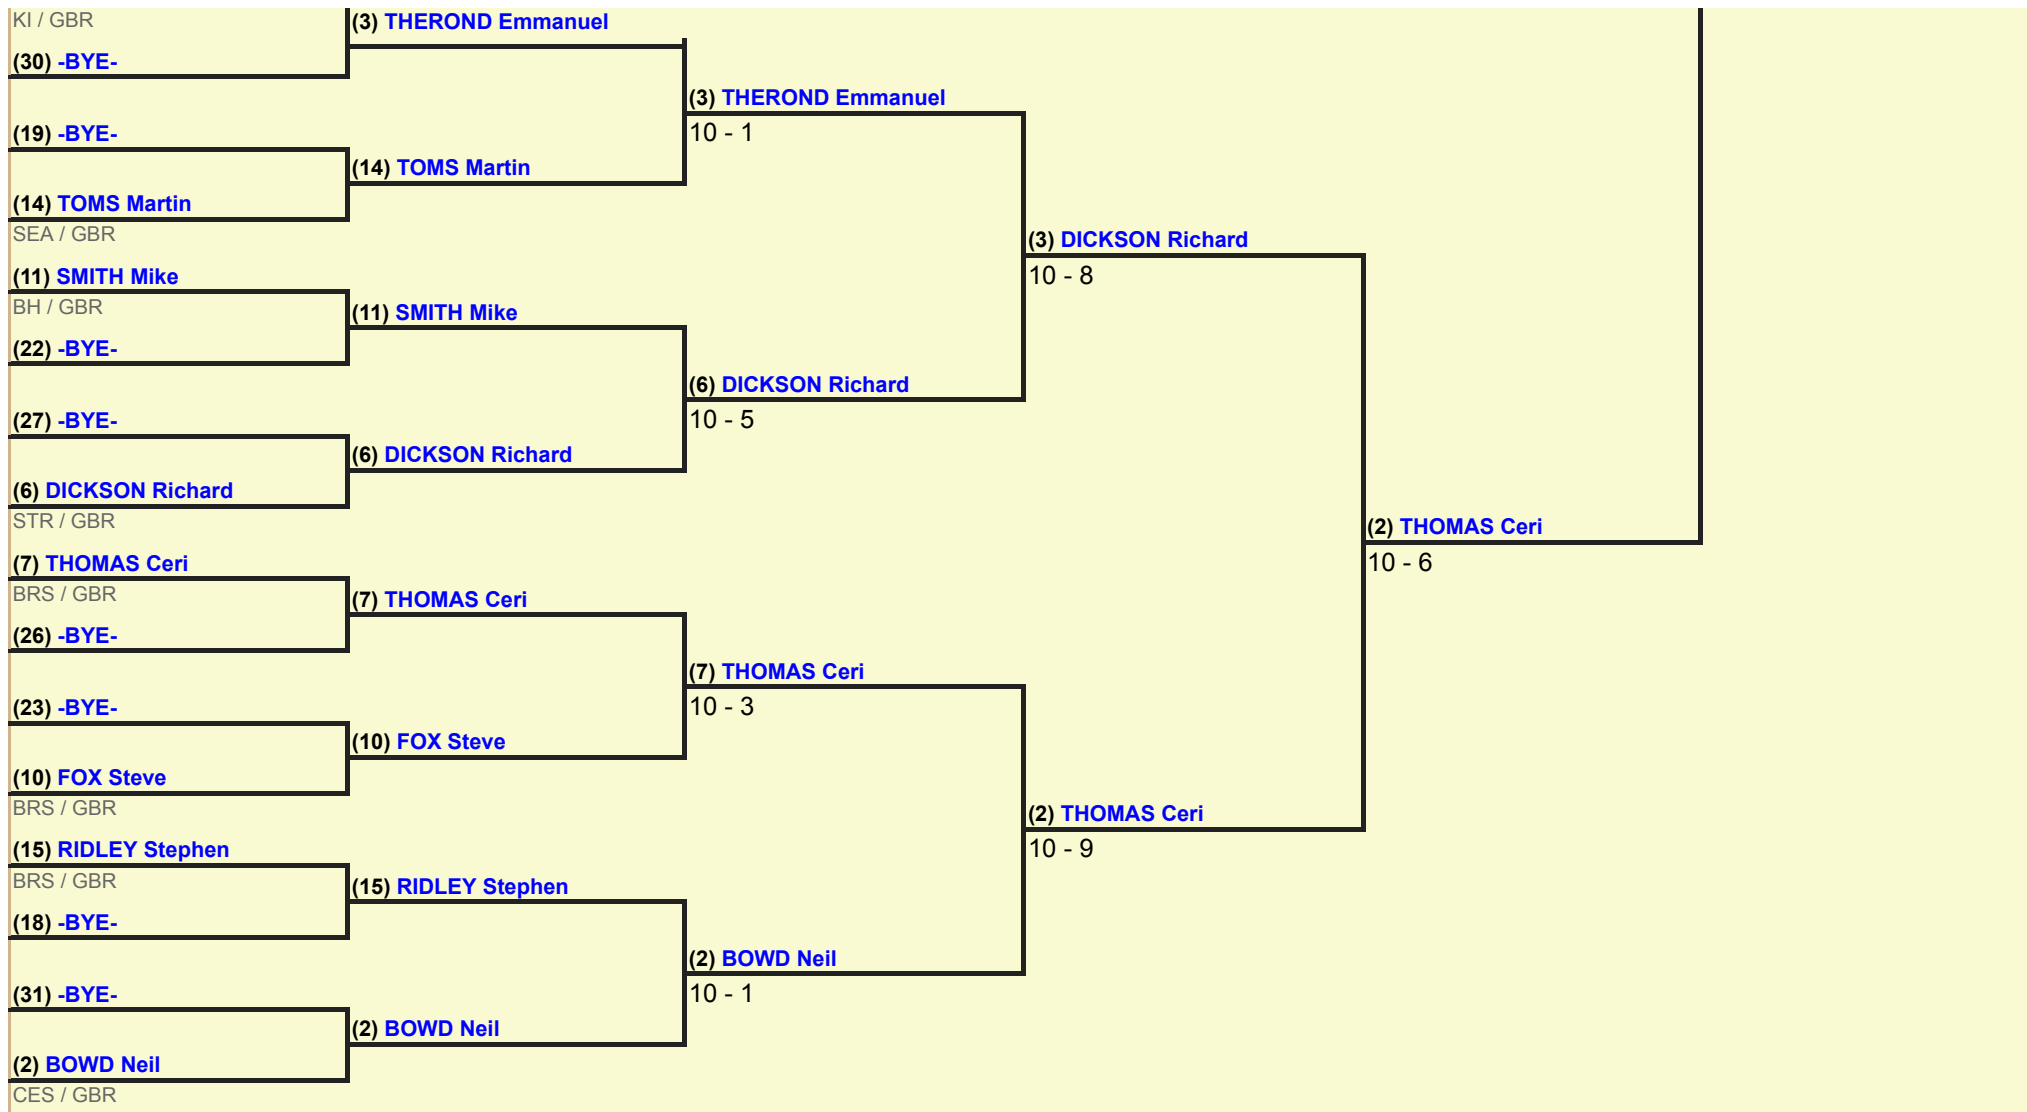 KI / GBR
(30) -BYE-
(19) -BYE-
(14) TOMS Martin
SEA / GBR
(11) SMITH Mike
BH / GBR
(22) -BYE-
(27) -BYE-
(6) DICKSON Richard
STR / GBR
(7) THOMAS Ceri
BRS / GBR
(26) -BYE-
(23) -BYE-
(10) FOX Steve
BRS / GBR
(15) RIDLEY Stephen
BRS / GBR
(18) -BYE-
(31) -BYE-
(2) BOWD Neil
CES / GBR
(3) THEROND Emmanuel
(14) TOMS Martin
(11) SMITH Mike
(6) DICKSON Richard
(7) THOMAS Ceri
(10) FOX Steve
(15) RIDLEY Stephen
(2) BOWD Neil
(3) THEROND Emmanuel
10 - 1
(6) DICKSON Richard
10 - 5
(7) THOMAS Ceri
10 - 3
(2) BOWD Neil
10 - 1
(3) DICKSON Richard
10 - 8
(2) THOMAS Ceri
10 - 9
(2) THOMAS Ceri
10 - 6